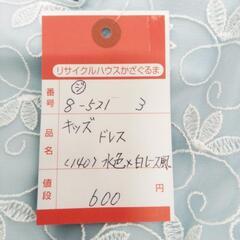 リサイクルハウスかざぐるま
番号 8-521 3
品名 キッズ
ドレス
(140) 水色×白レース
値段 600 円